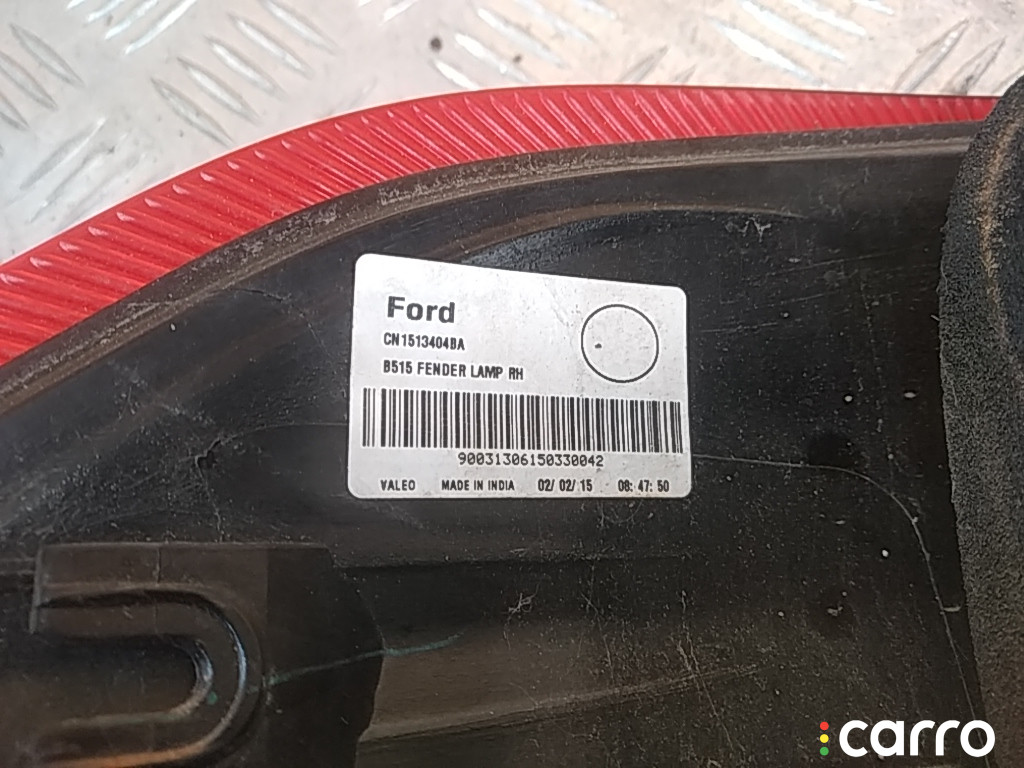 Ford
CN1513404BA
B515 FENDER LAMP RH
90031306150330042
VALEO MADE IN INDIA 02/02/15 08:47:50
carro